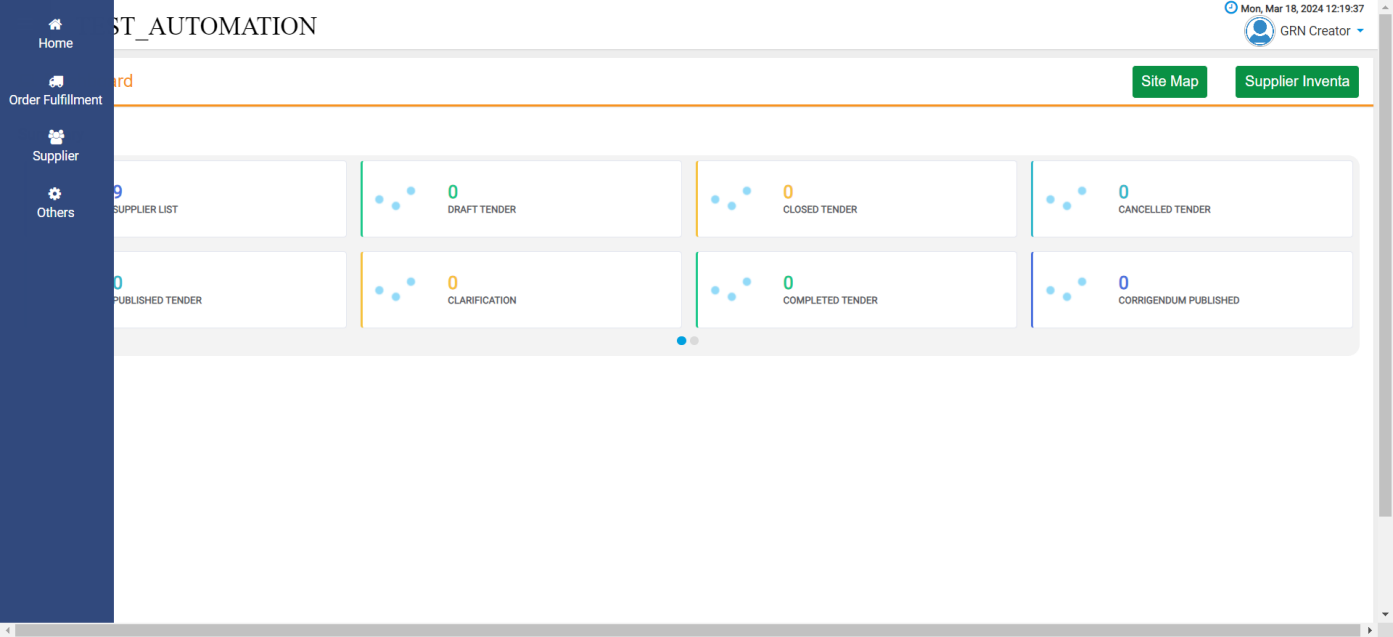 Mon, Mar 18, 2024 12:19:37
ST_AUTOMATION
GRN Creator
Home
Order Fulfillment
Supplier
Others
ard
Site Map
Supplier Inventa
9
SUPPLIER LIST
0
DRAFT TENDER
0
CLOSED TENDER
0
CANCELLED TENDER
0
PUBLISHED TENDER
0
CLARIFICATION
0
COMPLETED TENDER
0
CORRIGENDUM PUBLISHED